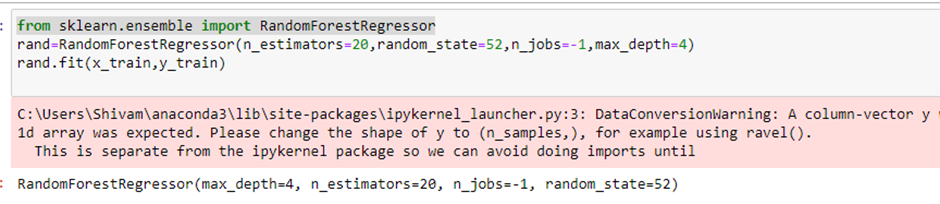 : from sklearn.ensemble import RandomForestRegressor
rand=RandomForestRegressor(n_estimators=20,random_state=52,n_jobs=-1,max_depth=4)
rand.fit(x_train,y_train)
C:\Users\Shivam\anaconda3\lib\site-packages\ipykernel_launcher.py:3: DataConversionWarning: A column-vector y
1d array was expected. Please change the shape of y to (n_samples,), for example using ravel().
This is separate from the ipykernel package so we can avoid doing imports until
: RandomForestRegressor(max_depth=4, n_estimators=20, n_jobs=-1, random_state=52)